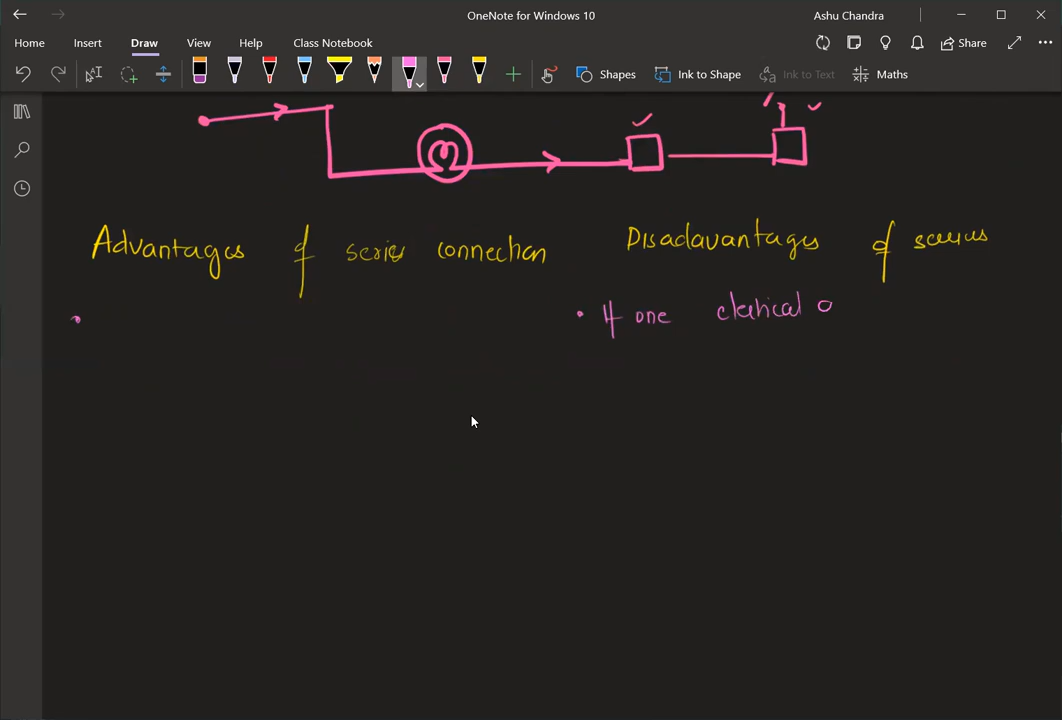 OneNote for Windows 10
Ashu Chandra
Home Insert Draw View Help Class Notebook
Share
Shapes Ink to Shape Ink to Text Maths
Advantages of series connection
Disadavantages of series
• If one electrical o